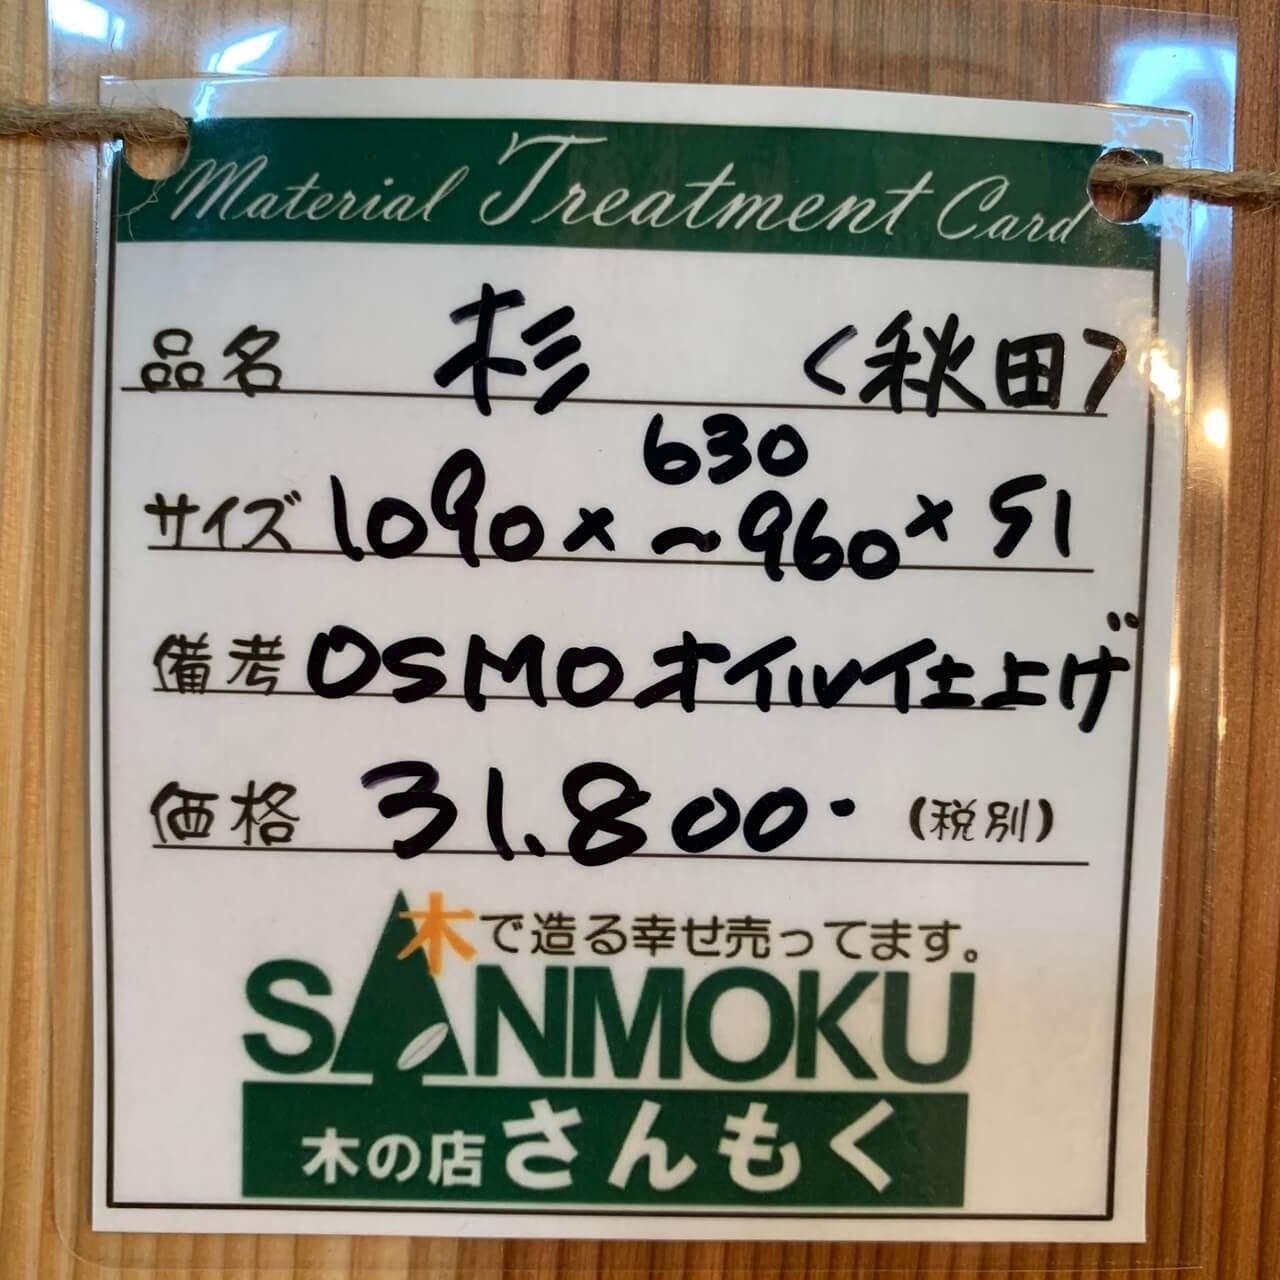 Material Treatment Card
品名 杉 〈秋田〉
サイズ 1090 × 630 ~ 960 × 51
備考 OSMOオイル仕上げ
価格 31.800・ (税別)
木で造る幸せ売ってます。
SANMOKU
木の店 さんもく